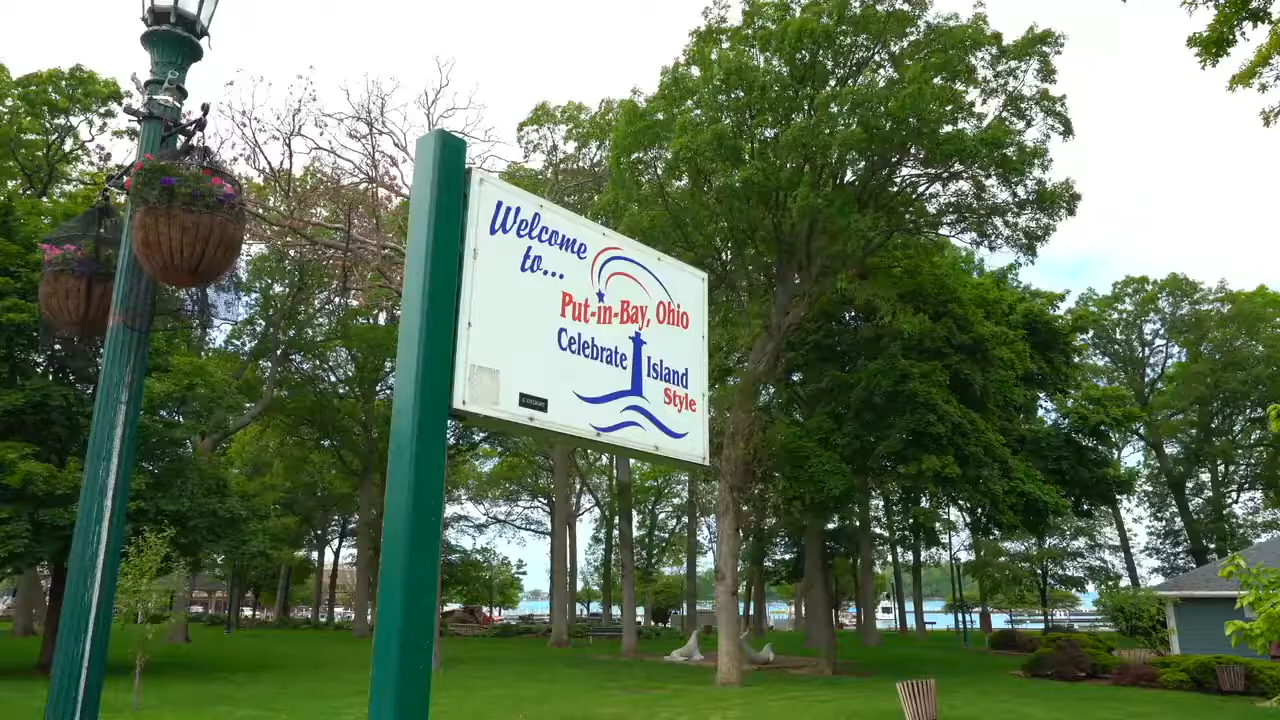 Welcome
to...
Put-in-Bay, Ohio
Celebrate Island
Style